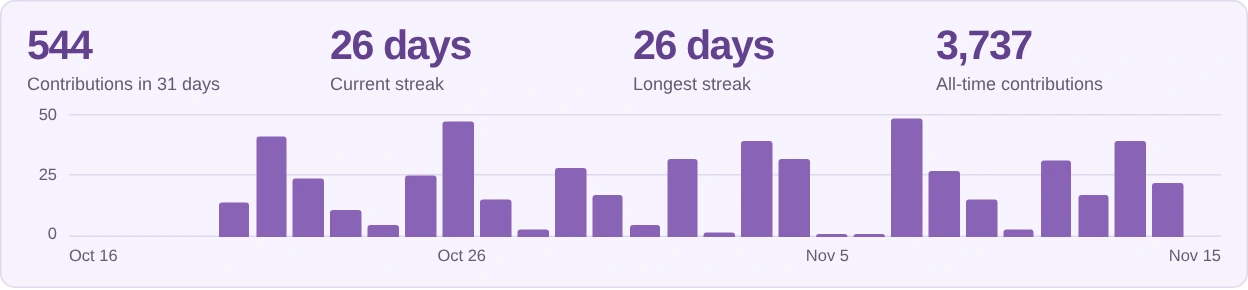 544
Contributions in 31 days
26 days
Current streak
26 days
Longest streak
3,737
All-time contributions
50
25
0
Oct 16
Oct 26
Nov 5
Nov 15